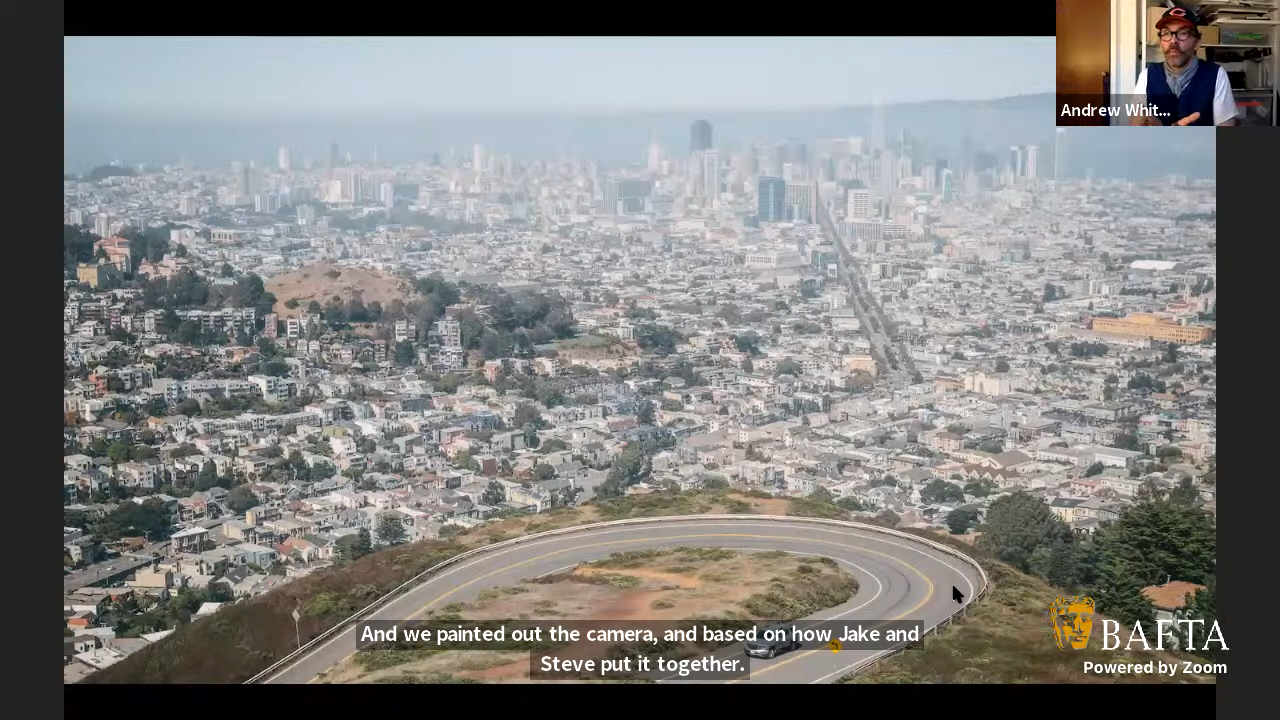 Andrew Whit...
And we painted out the camera, and based on how Jake and
Steve put it together.
BAFTA
Powered by Zoom